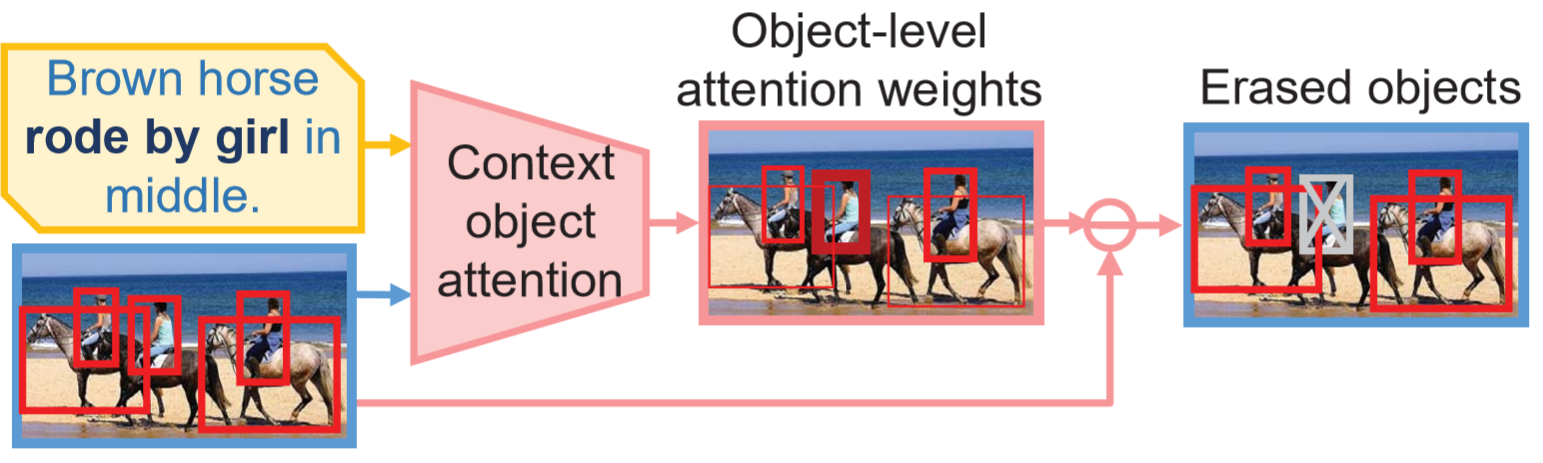 Brown horse
rode by girl in
middle.
Context
object
attention
Object-level
attention weights
Erased objects